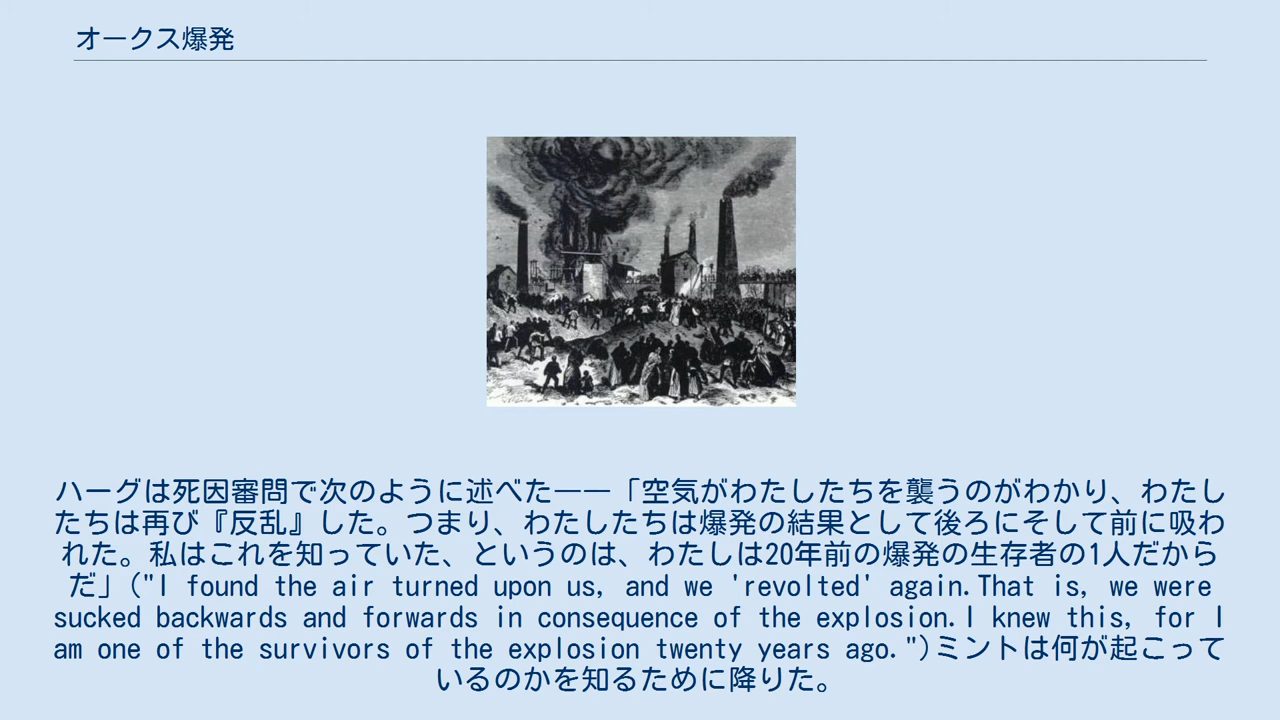 オークス爆発
ハーグは死因審問で次のように述べた――「空気がわたしたちを襲うのがわかり、わたし
たちは再び『反乱』した。つまり、わたしたちは爆発の結果として後ろにそして前に吸わ
れた。私はこれを知っていた、というのは、わたしは20年前の爆発の生存者の1人だから
だ」("I found the air turned upon us, and we 'revolted' again.That is, we were
sucked backwards and forwards in consequence of the explosion.I knew this, for I
am one of the survivors of the explosion twenty years ago.")ミントは何が起こって
いるのかを知るために降りた。